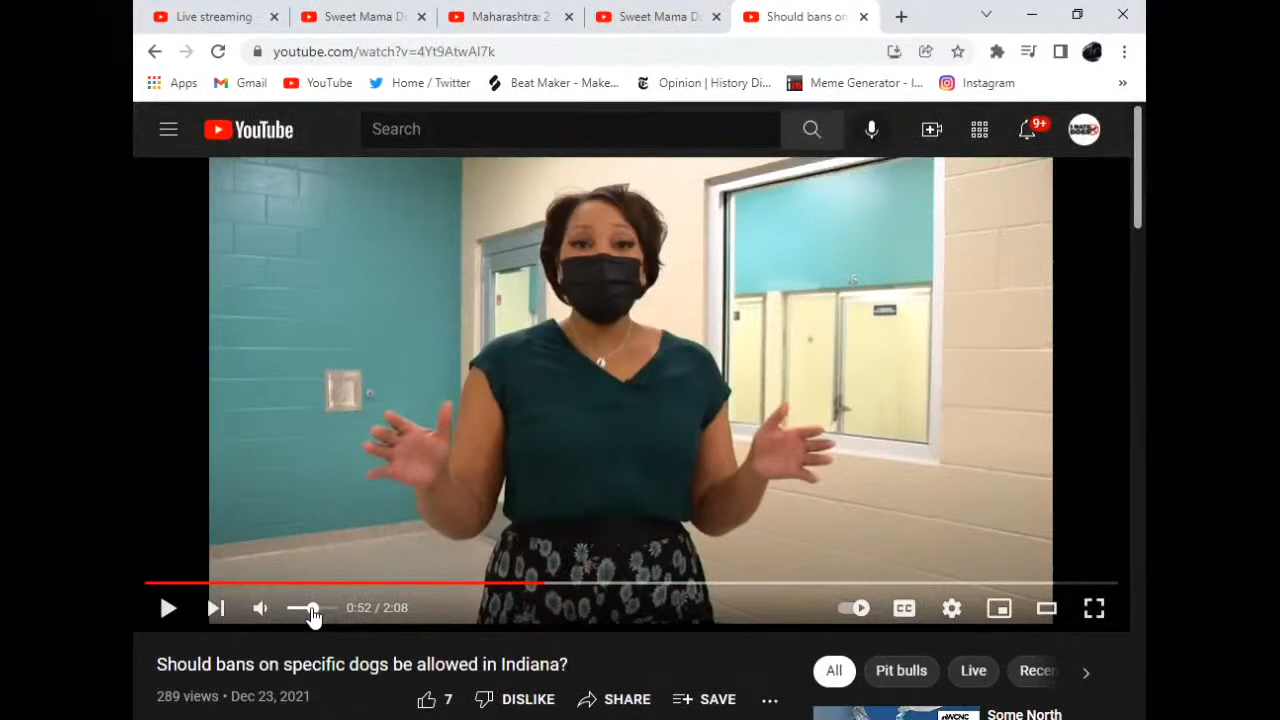 Live streaming
Sweet Mama D
Maharashtra: 2
Sweet Mama D
Should bans on
youtube.com/watch?v=4Yt9AtwAI7k
Apps
Gmail
YouTube
Home / Twitter
Beat Maker - Make...
Opinion | History Di...
Meme Generator - I...
Instagram
»
YouTube
Search
9+
0:52 / 2:08
CC
Should bans on specific dogs be allowed in Indiana?
289 views • Dec 23, 2021
7
DISLIKE
SHARE
SAVE
All
Pit bulls
Live
Recen
WCNC
Some North